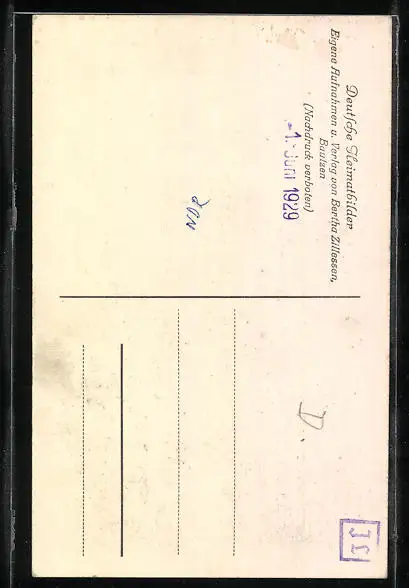 Deutsche Heimatbilder
Eigene Aufnahmen u. Verlag von Bertha Zillessen,
Bautzen
(Nachdruck verboten)
-1. Juni 1929
D.